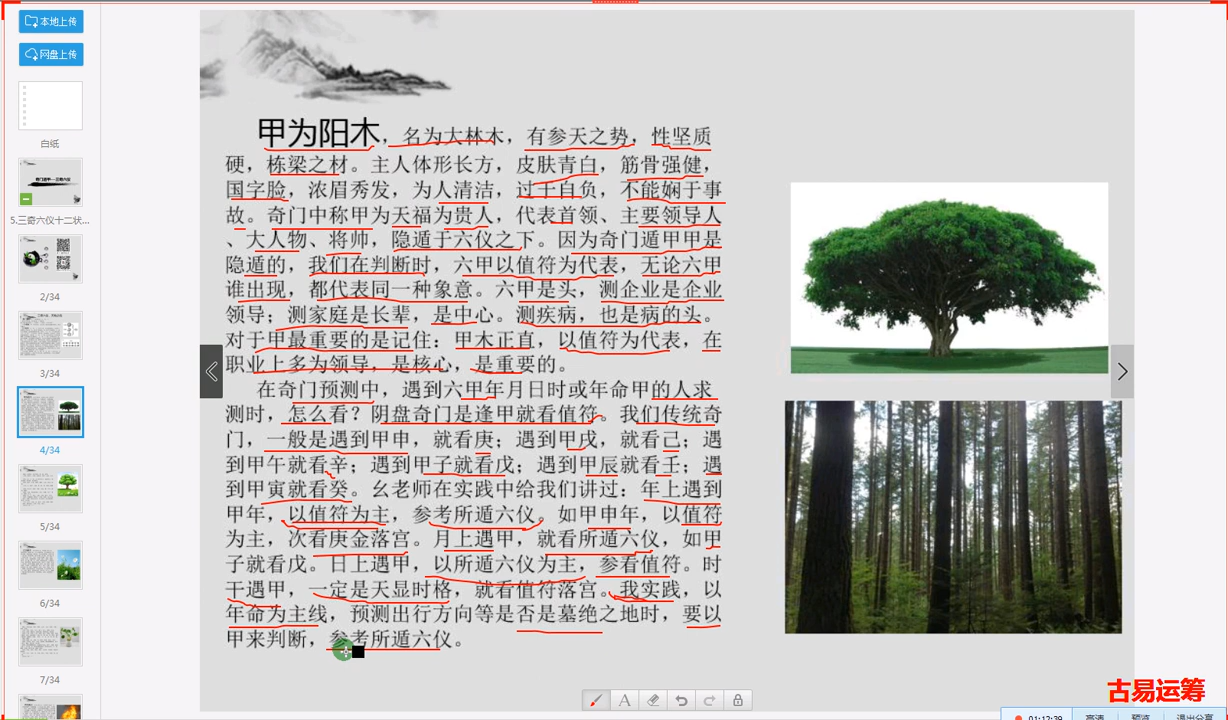 本地上传
网盘上传
白纸
5.三奇六仪十二状...
2/34
3/34
4/34
5/34
6/34
7/34
甲为阳木，名为大林木，有参天之势，性坚质
硬，栋梁之材。主人体形长方，皮肤青白，筋骨强健，
国字脸，浓眉秀发，为人清洁，过于自负，不能娴于事
故。奇门中称甲为天福为贵人，代表首领、主要领导人
、大人物、将帅，隐遁于六仪之下。因为奇门遁甲甲是
隐遁的，我们在判断时，六甲以值符为代表，无论六甲
谁出现，都代表同一种象意。六甲是头，测企业是企业
领导；测家庭是长辈，是中心。测疾病，也是病的头。
对于甲最重要的是记住：甲木正直，以值符为代表，在
职业上多为领导，是核心，是重要的。
在奇门预测中，遇到六甲年月日时或年命甲的人求
测时，怎么看？阴盘奇门是逢甲就看值符。我们传统奇
门，一般是遇到甲申，就看庚；遇到甲戌，就看己；遇
到甲午就看辛；遇到甲子就看戊；遇到甲辰就看壬；遇
到甲寅就看癸。幺老师在实践中给我们讲过：年上遇到
甲年，以值符为主，参考所遁六仪。如甲申年，以值符
为主，次看庚金落宫。月上遇甲，就看所遁六仪，如甲
子就看戊。日上遇甲，以所遁六仪为主，参看值符。时
干遇甲，一定是天显时格，就看值符落宫。我实践，以
年命为主线，预测出行方向等是否是墓绝之地时，要以
甲来判断，参考所遁六仪。
A
古易运筹
01:12:39